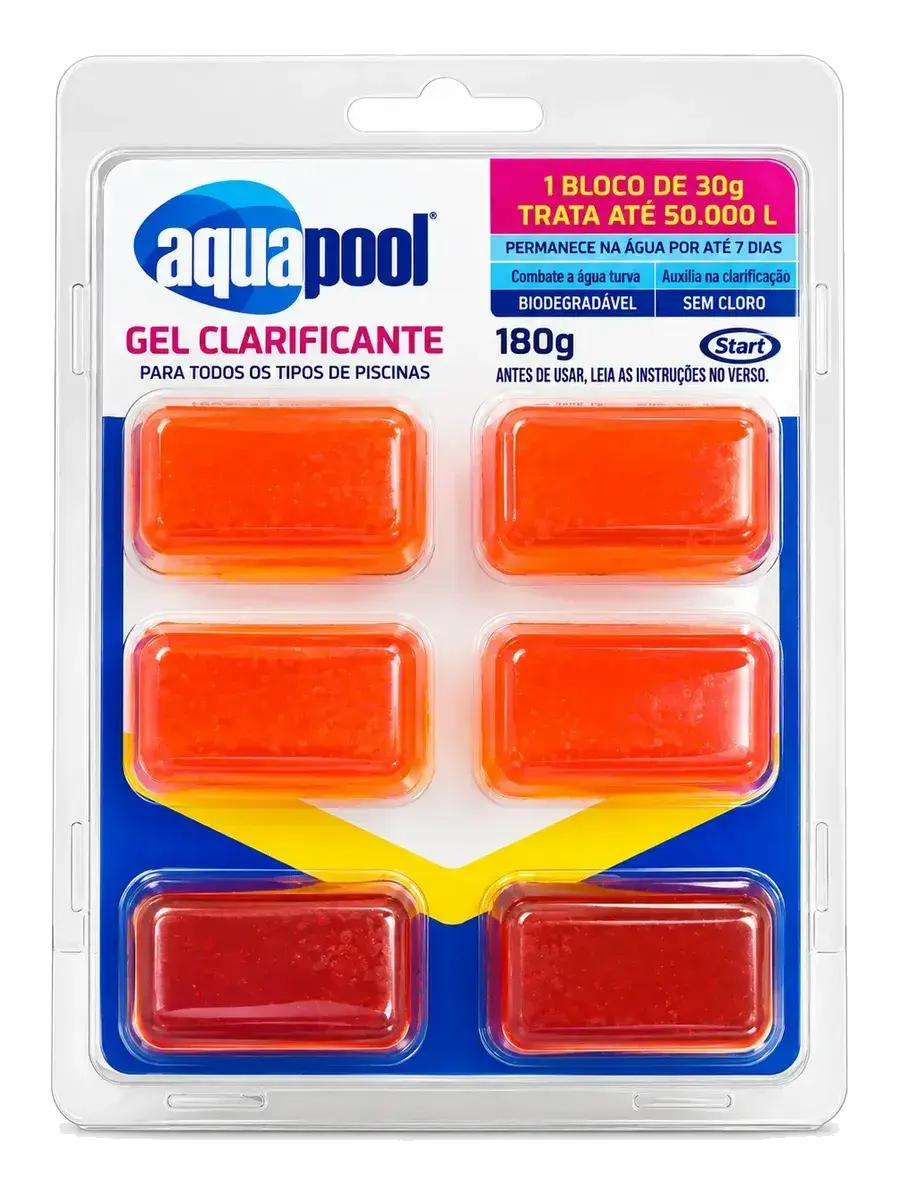 aquapool®
GEL CLARIFICANTE
PARA TODOS OS TIPOS DE PISCINAS
1 BLOCO DE 30g
TRATA ATÉ 50.000 L
PERMANECE NA ÁGUA POR ATÉ 7 DIAS
Combate a água turva
Auxilia na clarificação
BIODEGRADÁVEL
SEM CLORO
180g
Start
ANTES DE USAR, LEIA AS INSTRUÇÕES NO VERSO.